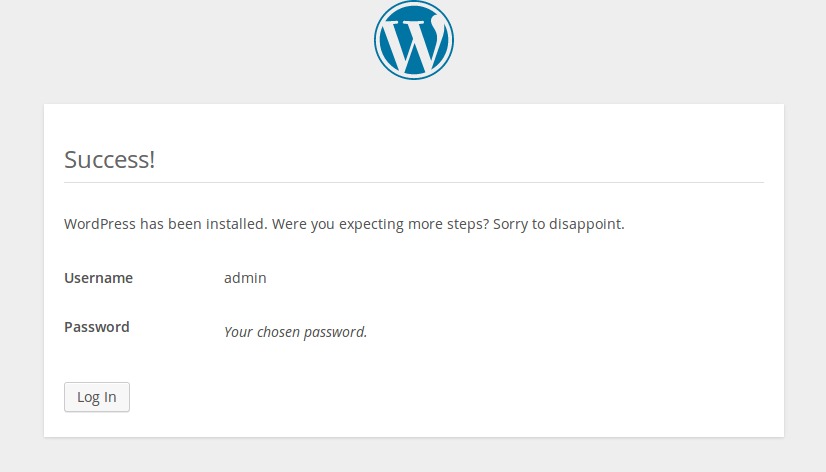 Success!
WordPress has been installed. Were you expecting more steps? Sorry to disappoint.
Username admin
Password Your chosen password.
Log In